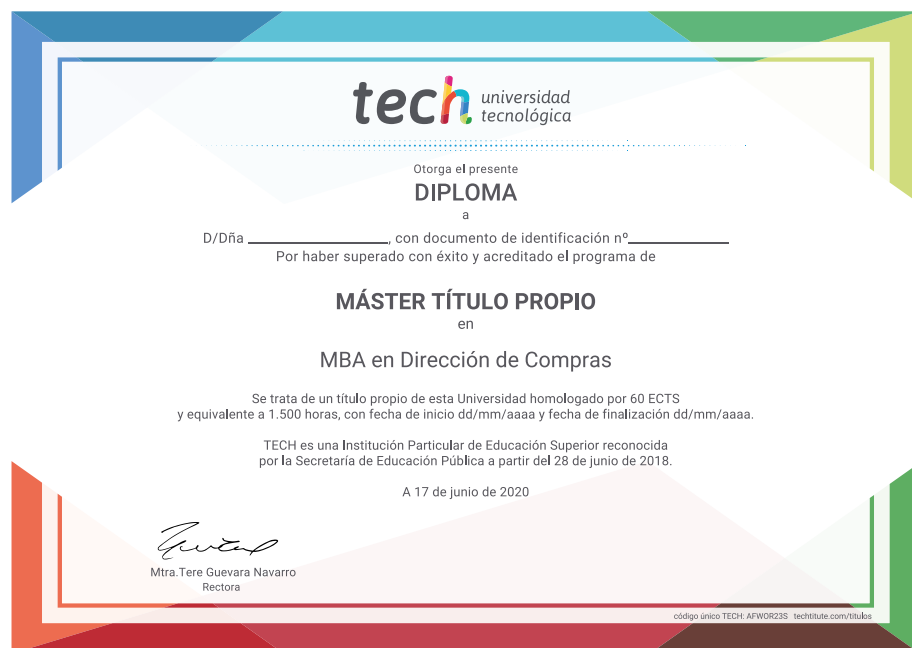 tech universidad
tecnológica
Otorga el presente
DIPLOMA
a
D/Dña ____________________, con documento de identificación nº______________
Por haber superado con éxito y acreditado el programa de
MÁSTER TÍTULO PROPIO
en
MBA en Dirección de Compras
Se trata de un título propio de esta Universidad homologado por 60 ECTS
y equivalente a 1.500 horas, con fecha de inicio dd/mm/aaaa y fecha de finalización dd/mm/aaaa.
TECH es una Institución Particular de Educación Superior reconocida
por la Secretaría de Educación Pública a partir del 28 de junio de 2018.
A 17 de junio de 2020
Mtra.Tere Guevara Navarro
Rectora
código único TECH: AFWOR23S techtitute.com/titulos